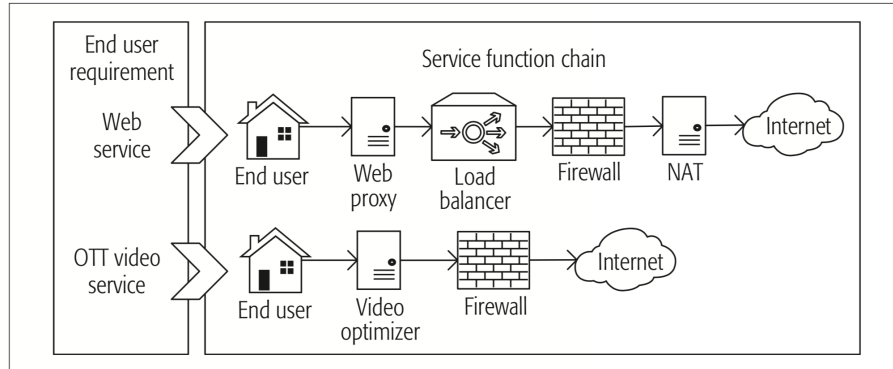 End user
requirement
Service function chain
Web
service
End user
Web
proxy
Load
balancer
Firewall
NAT
Internet
OTT video
service
End user
Video
optimizer
Firewall
Internet